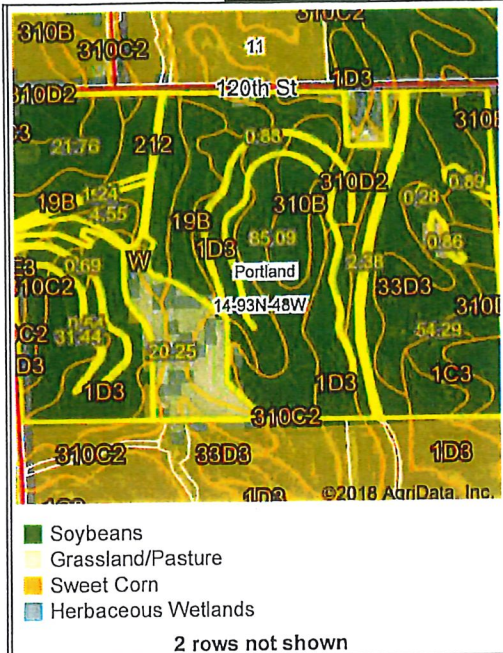 310B
310C2
11
310C2
310D2
120th St
1D3
310B
21.76
212
0.88
1.24
19B
4.55
310D2
0.28
0.89
19B
310B
1D3
85.09
0.86
0.69
W
Portland
2.38
33D3
310C2
14-93N-48W
31.44
20.25
54.29
1D3
1D3
1C3
310C2
310C2
33D3
1D3
1D3
©2018 AgriData, Inc.
Soybeans
Grassland/Pasture
Sweet Corn
Herbaceous Wetlands
2 rows not shown